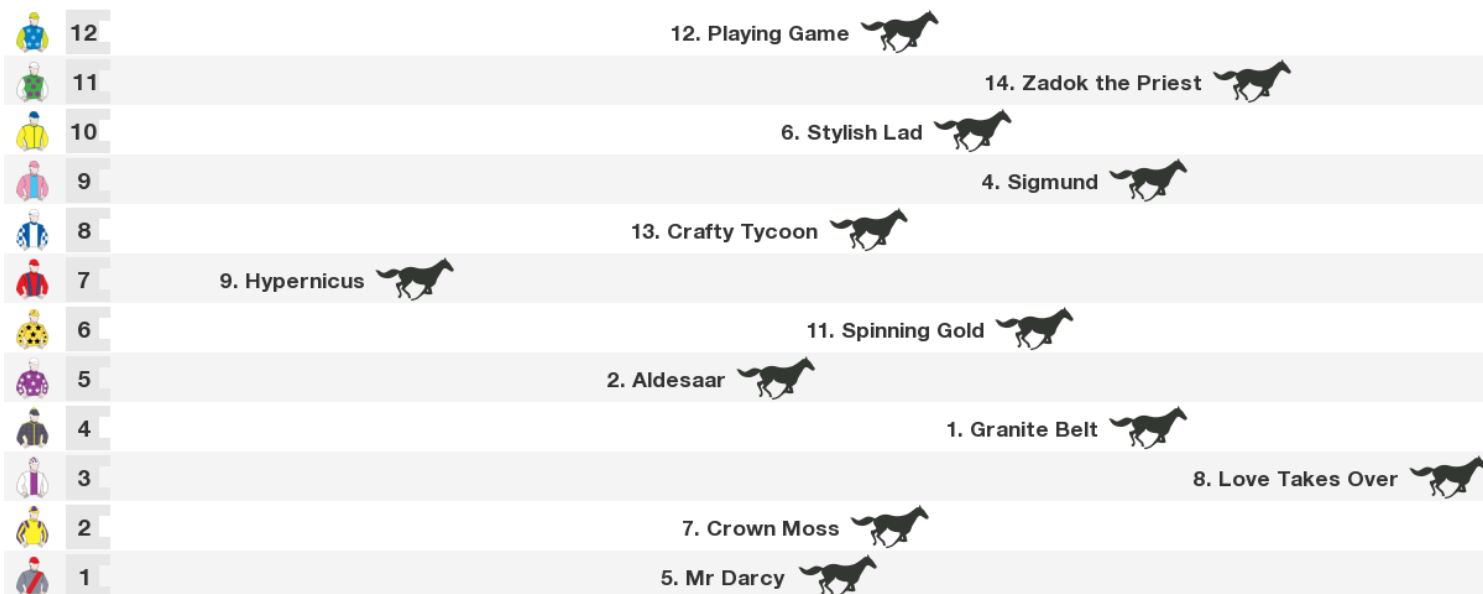 12 12. Playing Game
11 14. Zadok the Priest
10 6. Stylish Lad
9 4. Sigmund
8 13. Crafty Tycoon
7 9. Hypernicus
6 11. Spinning Gold
5 2. Aldesaar
4 1. Granite Belt
3 8. Love Takes Over
2 7. Crown Moss
1 5. Mr Darcy